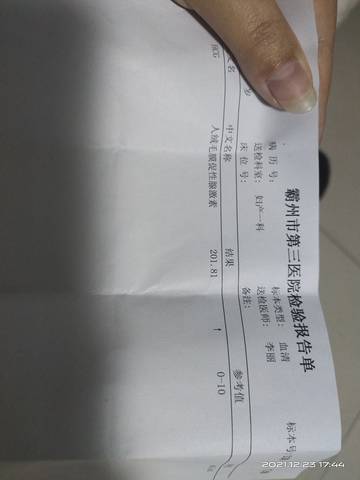 霸州市第三医院检验报告单
病 历 号: 标本类型: 血清 标本
送检科室: 妇产一科 送检医师: 李丽
床 位 号: 备注:
中文名称 结果 参考值
人绒毛膜促性腺激素 201.81 ↑ 0-10
2021.12.23 17:44